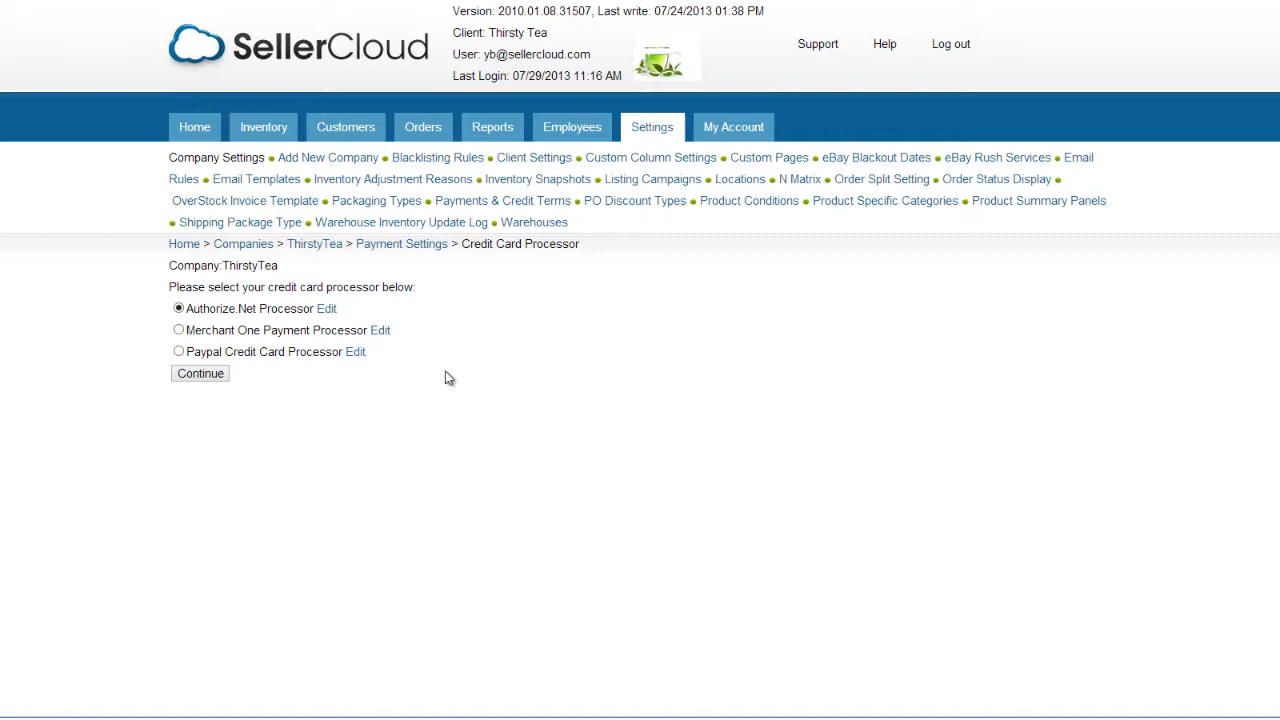 Version: 2010.01.08.31507, Last write: 07/24/2013 01:38 PM
SellerCloud
Client: Thirsty Tea
User: yb@sellercloud.com
Last Login: 07/29/2013 11:16 AM
Support Help Log out
Home Inventory Customers Orders Reports Employees Settings My Account
Company Settings Add New Company Blacklisting Rules Client Settings Custom Column Settings Custom Pages eBay Blackout Dates eBay Rush Services Email
Rules Email Templates Inventory Adjustment Reasons Inventory Snapshots Listing Campaigns Locations N Matrix Order Split Setting Order Status Display
OverStock Invoice Template Packaging Types Payments & Credit Terms PO Discount Types Product Conditions Product Specific Categories Product Summary Panels
Shipping Package Type Warehouse Inventory Update Log Warehouses
Home > Companies > ThirstyTea > Payment Settings > Credit Card Processor
Company:ThirstyTea
Please select your credit card processor below:
Authorize.Net Processor Edit
Merchant One Payment Processor Edit
Paypal Credit Card Processor Edit
Continue